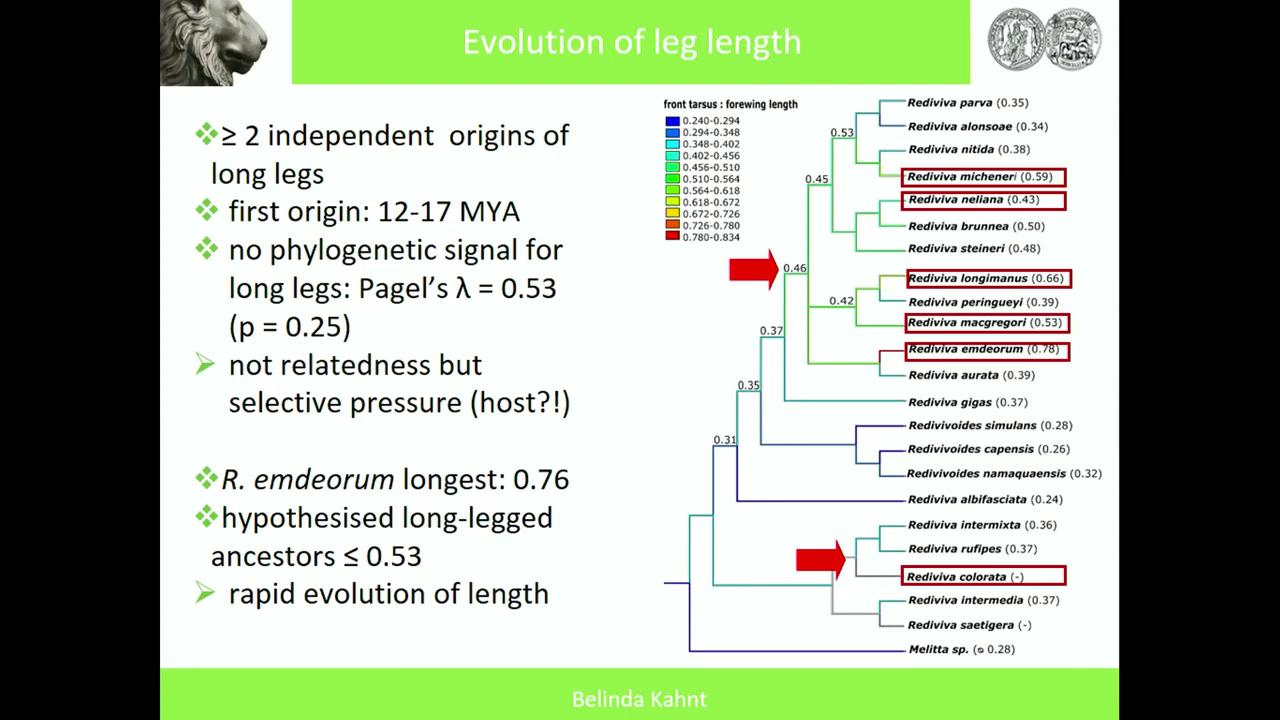 Evolution of leg length
≥ 2 independent origins of
long legs
first origin: 12-17 MYA
no phylogenetic signal for
long legs: Pagel's λ = 0.53
(p = 0.25)
not relatedness but
selective pressure (host?!)
R. emdeorum longest: 0.76
hypothesised long-legged
ancestors ≤ 0.53
rapid evolution of length
front tarsus : forewing length
0.240-0.294
0.294-0.348
0.348-0.402
0.402-0.456
0.456-0.510
0.510-0.564
0.564-0.618
0.618-0.672
0.672-0.726
0.726-0.780
0.780-0.834
0.53
0.45
0.46
0.42
0.37
0.35
0.31
Rediviva parva (0.35)
Rediviva alonsoae (0.34)
Rediviva nitida (0.38)
Rediviva micheneri (0.59)
Rediviva neliana (0.43)
Rediviva brunnea (0.50)
Rediviva steineri (0.48)
Rediviva longimanus (0.66)
Rediviva peringueyi (0.39)
Rediviva macgregori (0.53)
Rediviva emdeorum (0.78)
Rediviva aurata (0.39)
Rediviva gigas (0.37)
Redivivoides simulans (0.28)
Redivivoides capensis (0.26)
Redivivoides namaquaensis (0.32)
Rediviva albifasciata (0.24)
Rediviva intermixta (0.36)
Rediviva rufipes (0.37)
Rediviva colorata (-)
Rediviva intermedia (0.37)
Rediviva saetigera (-)
Melitta sp. (ø 0.28)
Belinda Kahnt